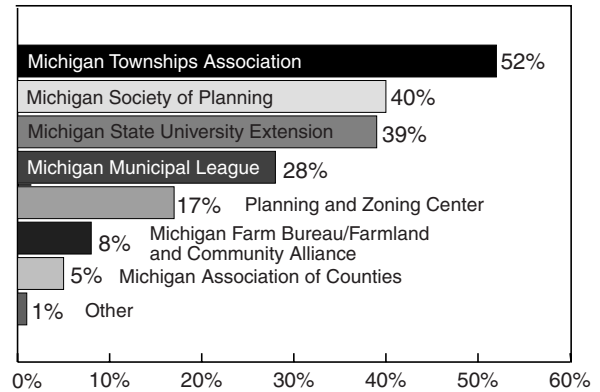 Michigan Townships Association 52%
Michigan Society of Planning 40%
Michigan State University Extension 39%
Michigan Municipal League 28%
17% Planning and Zoning Center
8% Michigan Farm Bureau/Farmland
and Community Alliance
5% Michigan Association of Counties
1% Other
0% 10% 20% 30% 40% 50% 60%